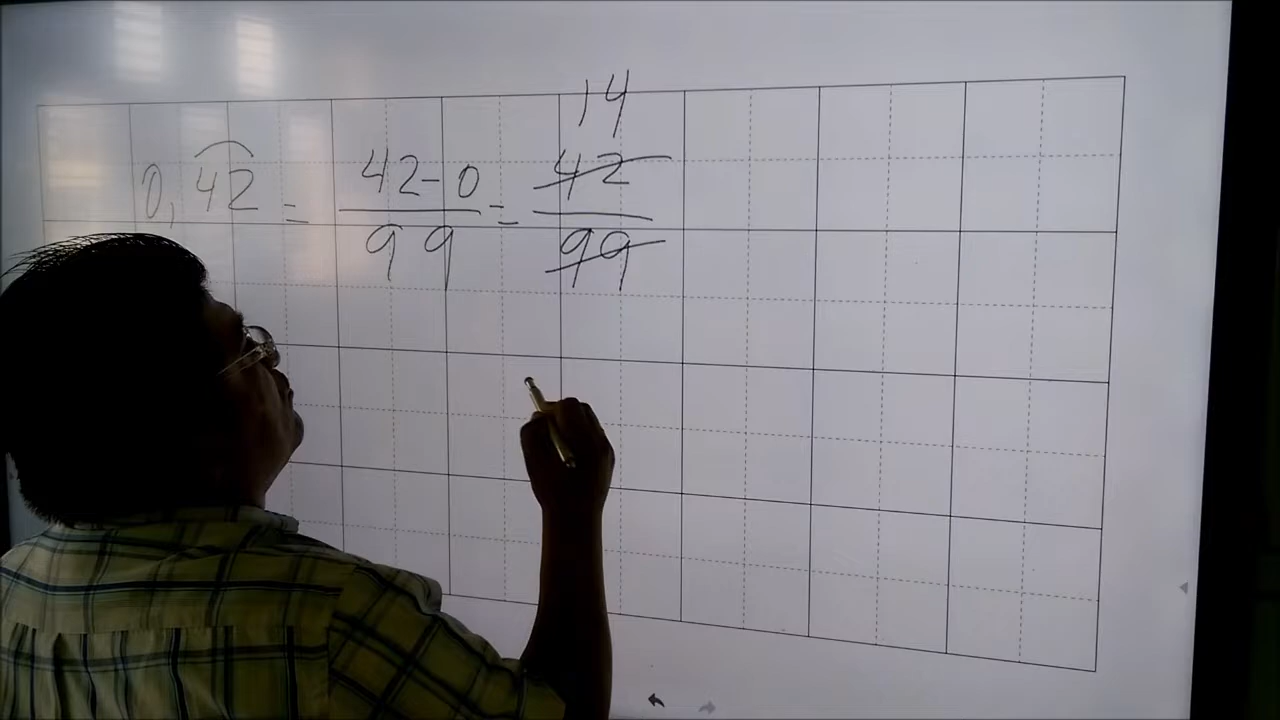 14
0,42 = 42-0 = 42
99 99